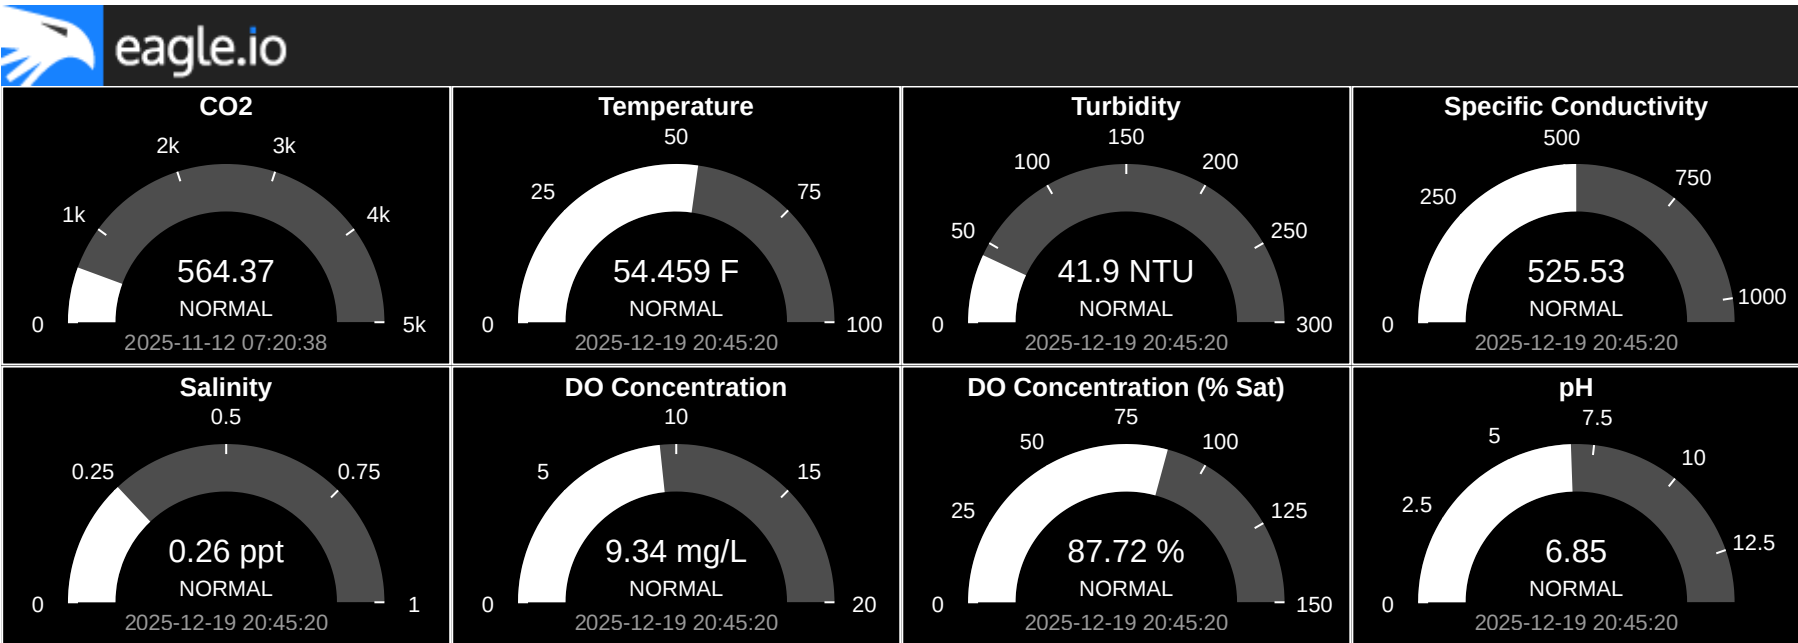 eagle.io
CO2
2k
3k
1k
4k
564.37
NORMAL
0
5k
2025-11-12 07:20:38
Temperature
50
25
75
54.459 F
NORMAL
0
100
2025-12-19 20:45:20
Turbidity
150
100
200
50
250
41.9 NTU
NORMAL
0
300
2025-12-19 20:45:20
Specific Conductivity
500
750
250
525.53
1000
NORMAL
0
2025-12-19 20:45:20
Salinity
0.5
0.25
0.75
0.26 ppt
NORMAL
0
1
2025-12-19 20:45:20
DO Concentration
10
5
15
9.34 mg/L
NORMAL
0
20
2025-12-19 20:45:20
DO Concentration (% Sat)
75
50
100
25
125
87.72 %
NORMAL
0
150
2025-12-19 20:45:20
pH
7.5
5
10
2.5
12.5
6.85
NORMAL
0
2025-12-19 20:45:20